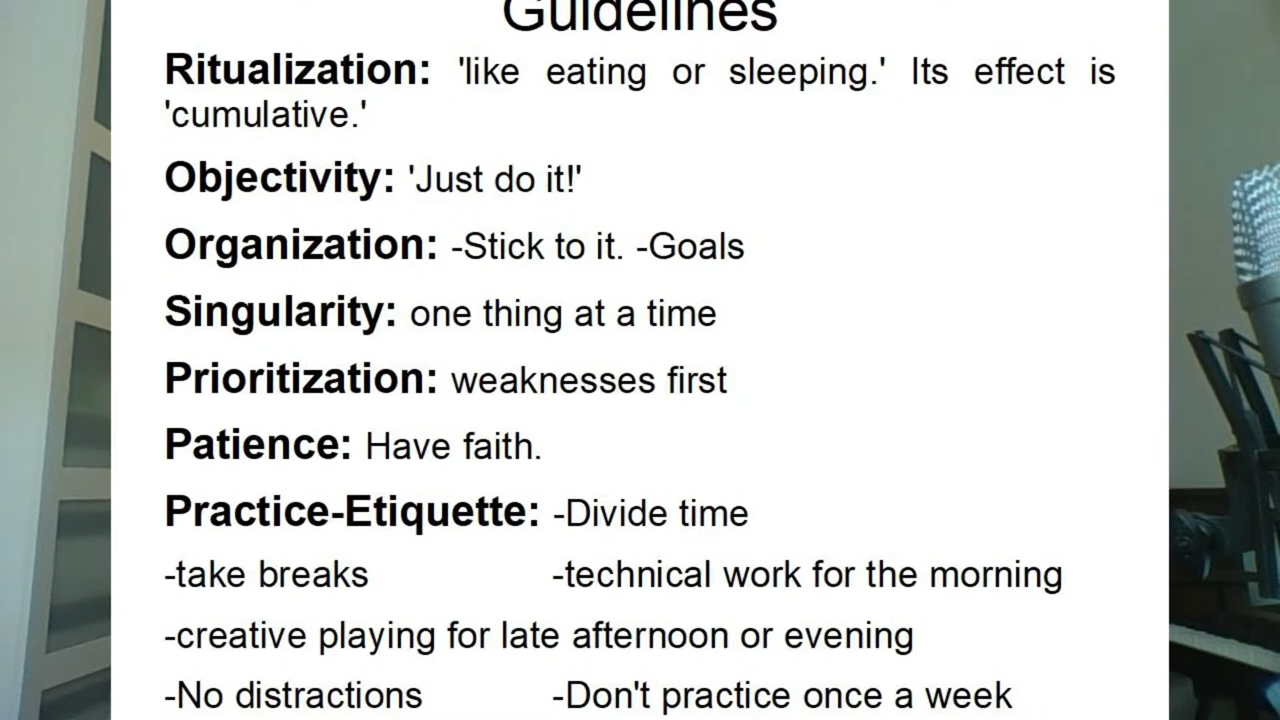 Guidelines
Ritualization: 'like eating or sleeping.' Its effect is
'cumulative.'
Objectivity: 'Just do it!'
Organization: -Stick to it. -Goals
Singularity: one thing at a time
Prioritization: weaknesses first
Patience: Have faith.
Practice-Etiquette: -Divide time
-take breaks -technical work for the morning
-creative playing for late afternoon or evening
-No distractions -Don't practice once a week